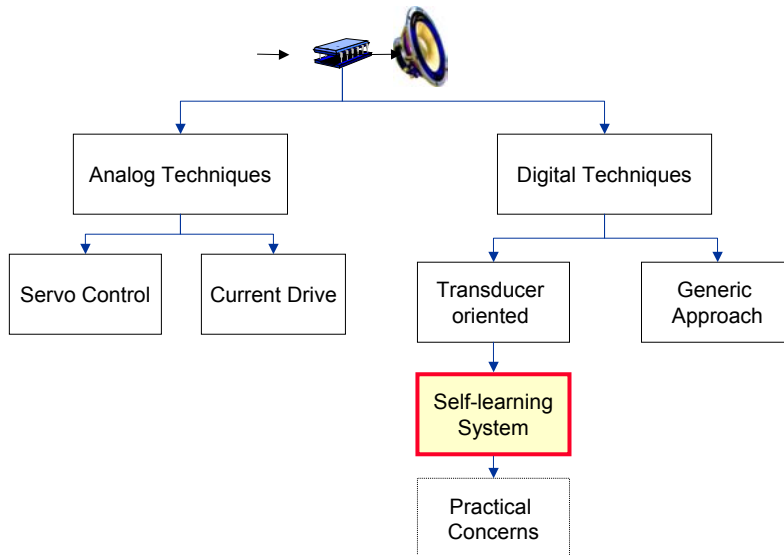 Analog Techniques
Digital Techniques
Servo Control
Current Drive
Transducer
oriented
Generic
Approach
Self-learning
System
Practical
Concerns